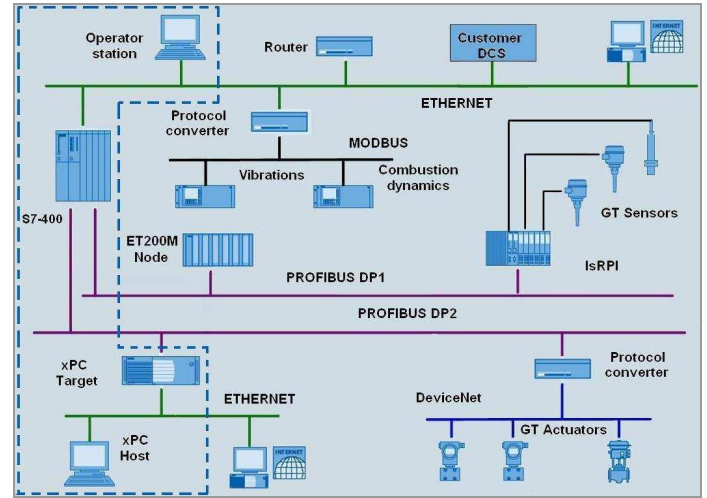 Operator
station
Router
Customer
DCS
INTERNET
ETHERNET
Protocol
converter
MODBUS
Vibrations
Combustion
dynamics
GT Sensors
S7-400
ET200M
Node
IsRPI
PROFIBUS DP1
PROFIBUS DP2
xPC
Target
Protocol
converter
ETHERNET
DeviceNet
GT Actuators
xPC
Host
INTERNET